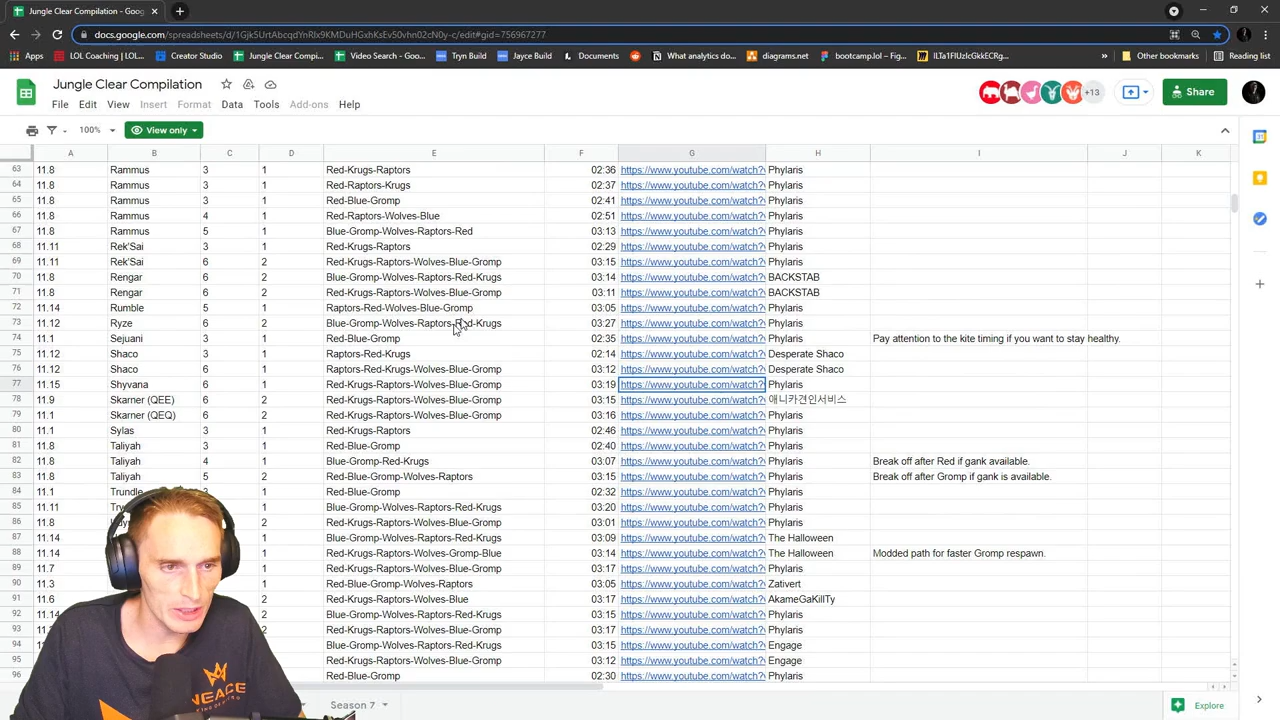 Jungle Clear Compilation - Goog
docs.google.com/spreadsheets/d/1Gjk5UrtAbcqdYnRlx9KMDuHGxhKsEv50vhn02cN0y-c/edit#gid=756967277
Apps LOL Coaching | LOL... Creator Studio Jungle Clear Compi... Video Search - Goo... Tryn Build Jayce Build Documents What analytics do... diagrams.net bootcamp.lol – Fig... » Other bookmarks Reading list
Jungle Clear Compilation
File Edit View Insert Format Data Tools Add-ons Help
+13 Share
100% View only
A B C D E F G H I J K
63 11.8 Rammus 3 1 Red-Krugs-Raptors 02:36 https://www.youtube.com/watch?v Phylaris
64 11.8 Rammus 3 1 Red-Raptors-Krugs 02:37 https://www.youtube.com/watch?v Phylaris
65 11.8 Rammus 3 1 Red-Blue-Gromp 02:41 https://www.youtube.com/watch?v Phylaris
66 11.8 Rammus 4 1 Red-Raptors-Wolves-Blue 02:51 https://www.youtube.com/watch?v Phylaris
67 11.8 Rammus 5 1 Blue-Gromp-Wolves-Raptors-Red 03:13 https://www.youtube.com/watch?v Phylaris
68 11.11 Rek'Sai 3 1 Red-Krugs-Raptors 02:29 https://www.youtube.com/watch?v Phylaris
69 11.11 Rek'Sai 6 2 Red-Krugs-Raptors-Wolves-Blue-Gromp 03:15 https://www.youtube.com/watch?v Phylaris
70 11.8 Rengar 6 2 Blue-Gromp-Wolves-Raptors-Red-Krugs 03:14 https://www.youtube.com/watch?v BACKSTAB
71 11.8 Rengar 6 2 Red-Krugs-Raptors-Wolves-Blue-Gromp 03:11 https://www.youtube.com/watch?v BACKSTAB
72 11.14 Rumble 5 1 Raptors-Red-Wolves-Blue-Gromp 03:05 https://www.youtube.com/watch?v Phylaris
73 11.12 Ryze 6 2 Blue-Gromp-Wolves-Raptors-Red-Krugs 03:27 https://www.youtube.com/watch?v Phylaris
74 11.1 Sejuani 3 1 Red-Blue-Gromp 02:35 https://www.youtube.com/watch?v Phylaris Pay attention to the kite timing if you want to stay healthy.
75 11.12 Shaco 3 1 Raptors-Red-Krugs 02:14 https://www.youtube.com/watch?v Desperate Shaco
76 11.12 Shaco 6 1 Raptors-Red-Krugs-Wolves-Blue-Gromp 03:12 https://www.youtube.com/watch?v Desperate Shaco
77 11.15 Shyvana 6 1 Red-Krugs-Raptors-Wolves-Blue-Gromp 03:19 https://www.youtube.com/watch? Phylaris
78 11.9 Skarner (QEE) 6 2 Red-Krugs-Raptors-Wolves-Blue-Gromp 03:15 https://www.youtube.com/watch?v 애니카견인서비스
79 11.1 Skarner (QEQ) 6 2 Red-Krugs-Raptors-Wolves-Blue-Gromp 03:16 https://www.youtube.com/watch?v Phylaris
80 11.1 Sylas 3 1 Red-Krugs-Raptors 02:46 https://www.youtube.com/watch?v Phylaris
81 11.8 Taliyah 3 1 Red-Blue-Gromp 02:40 https://www.youtube.com/watch?v Phylaris
82 11.8 Taliyah 4 1 Blue-Gromp-Red-Krugs 03:07 https://www.youtube.com/watch?v Phylaris Break off after Red if gank available.
83 11.8 Taliyah 5 2 Red-Blue-Gromp-Wolves-Raptors 03:15 https://www.youtube.com/watch?v Phylaris Break off after Gromp if gank is available.
84 11.1 Trundle 3 1 Red-Blue-Gromp 02:32 https://www.youtube.com/watch?v Phylaris
85 11.11 1 Blue-Gromp-Wolves-Raptors-Red-Krugs 03:20 https://www.youtube.com/watch?v Phylaris
86 11.8 2 Red-Krugs-Raptors-Wolves-Blue-Gromp 03:01 https://www.youtube.com/watch?v Phylaris
87 11.14 1 Blue-Gromp-Wolves-Raptors-Red-Krugs 03:09 https://www.youtube.com/watch?v The Halloween
88 11.14 1 Red-Krugs-Raptors-Wolves-Gromp-Blue 03:14 https://www.youtube.com/watch?v The Halloween Modded path for faster Gromp respawn.
89 11.7 1 Red-Krugs-Raptors-Wolves-Blue-Gromp 03:17 https://www.youtube.com/watch?v Phylaris
90 11.3 1 Red-Blue-Gromp-Wolves-Raptors 03:05 https://www.youtube.com/watch?v Zativert
91 11.6 2 Red-Krugs-Raptors-Wolves-Blue 03:17 https://www.youtube.com/watch?v AkameGaKillTy
92 11.14 2 Blue-Gromp-Wolves-Raptors-Red-Krugs 03:15 https://www.youtube.com/watch?v Phylaris
93 2 Red-Krugs-Raptors-Wolves-Blue-Gromp 03:15 https://www.youtube.com/watch?v Phylaris
94 Blue-Gromp-Wolves-Raptors-Red-Krugs 03:15 https://www.youtube.com/watch?v Engage
95 Red-Krugs-Raptors-Wolves-Blue-Gromp 03:12 https://www.youtube.com/watch?v Engage
96 Red-Blue-Gromp 02:30 https://www.youtube.com/watch?v Phylaris
NEACE
Season 7
Explore